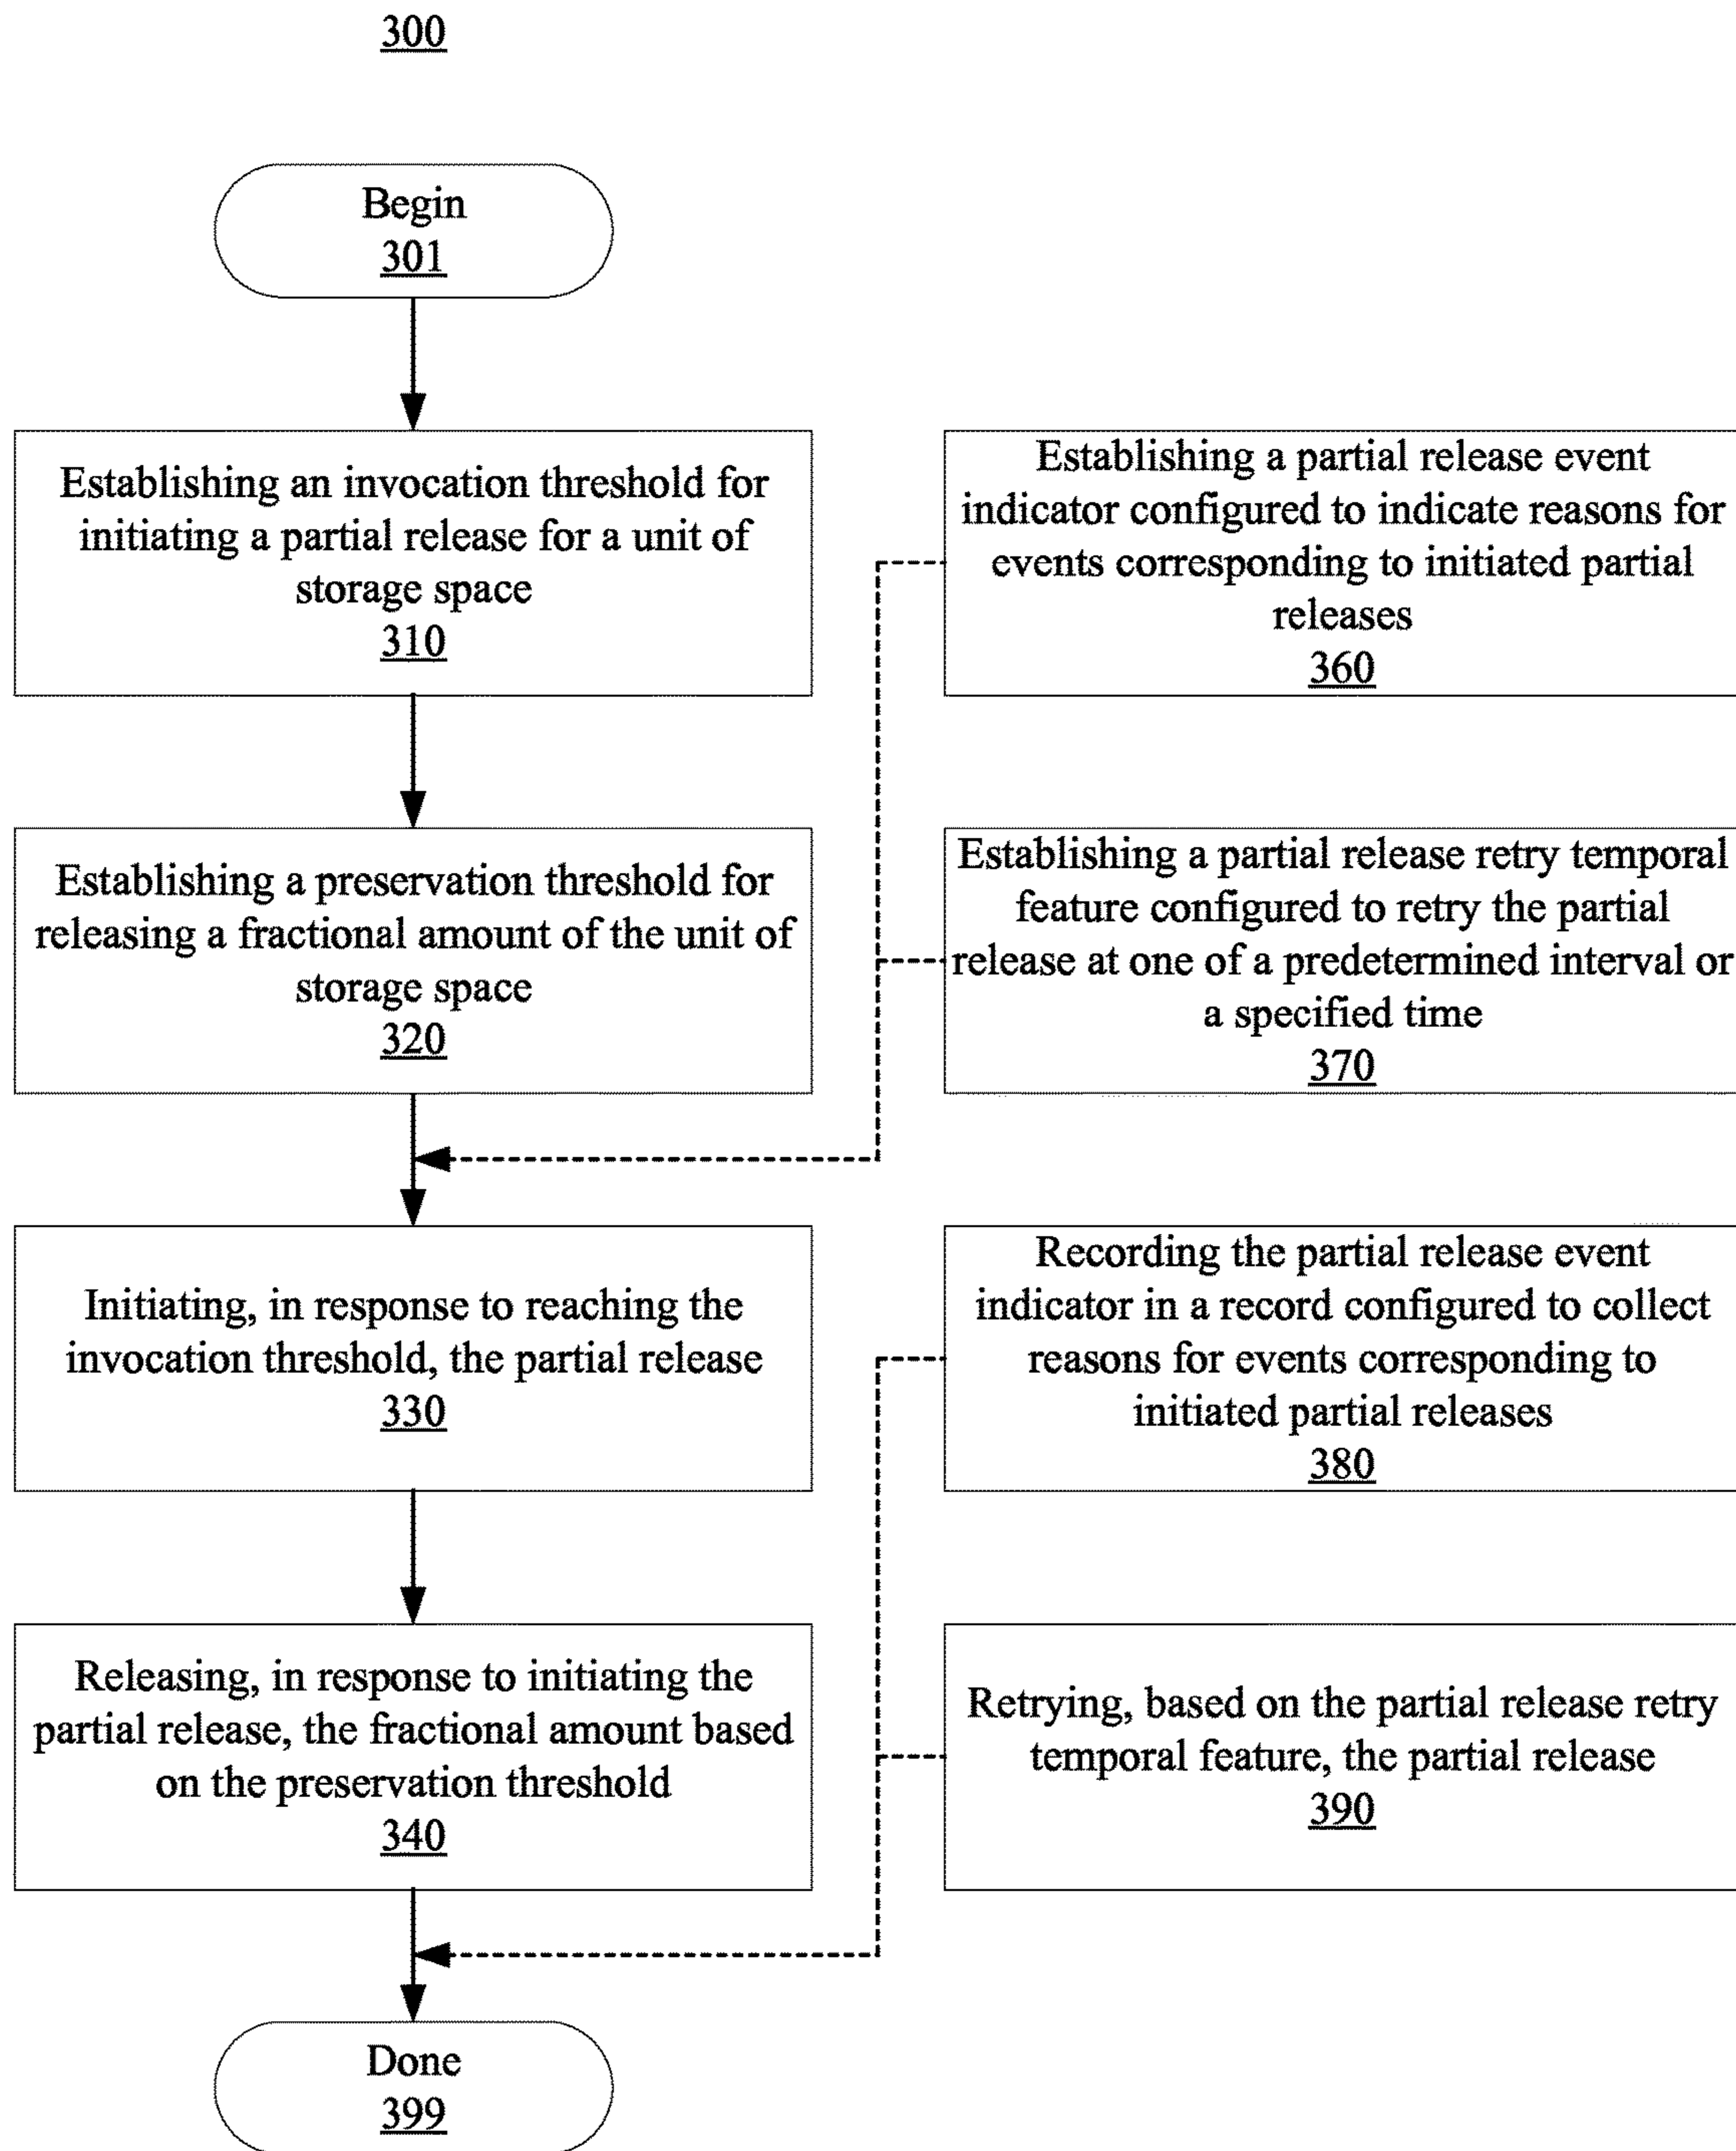 300
Begin
301
Establishing an invocation threshold for
initiating a partial release for a unit of
storage space
310
Establishing a partial release event
indicator configured to indicate reasons for
events corresponding to initiated partial
releases
360
Establishing a preservation threshold for
releasing a fractional amount of the unit of
storage space
320
Establishing a partial release retry temporal
feature configured to retry the partial
release at one of a predetermined interval or
a specified time
370
Initiating, in response to reaching the
invocation threshold, the partial release
330
Recording the partial release event
indicator in a record configured to collect
reasons for events corresponding to
initiated partial releases
380
Releasing, in response to initiating the
partial release, the fractional amount based
on the preservation threshold
340
Retrying, based on the partial release retry
temporal feature, the partial release
390
Done
399